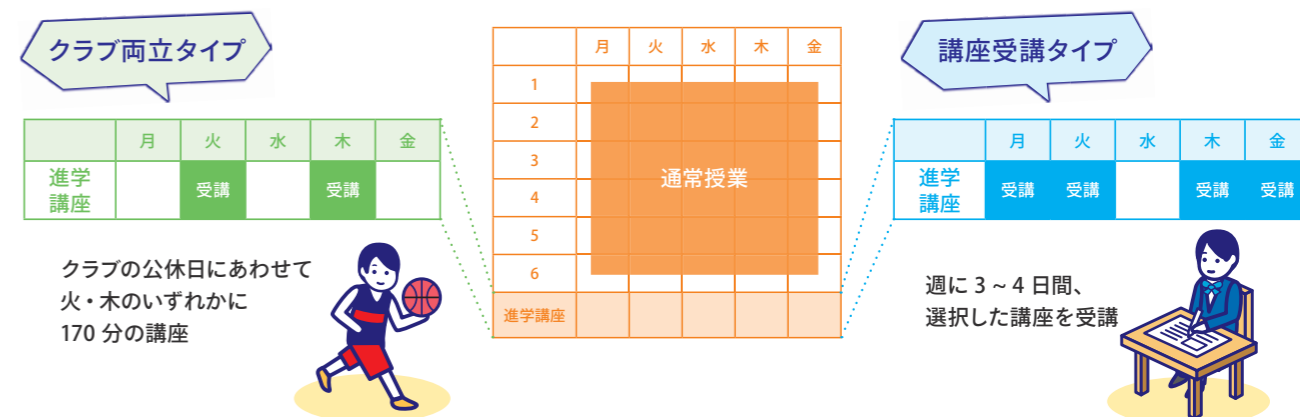 クラブ両立タイプ
月 火 水 木 金
進学
講座
受講 受講
クラブの公休日にあわせて
火・木のいずれかに
170 分の講座
月 火 水 木 金
1
2
3
4
5
6
通常授業
進学講座
講座受講タイプ
月 火 水 木 金
進学
講座
受講 受講 受講 受講
週に 3 ~ 4 日間、
選択した講座を受講